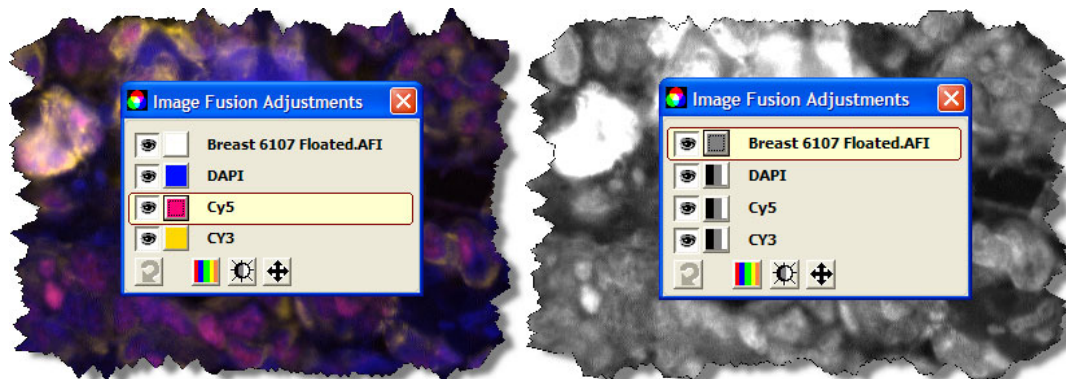 Image Fusion Adjustments
Breast 6107 Floated.AFI
DAPI
Cy5
CY3
Image Fusion Adjustments
Breast 6107 Floated.AFI
DAPI
Cy5
CY3